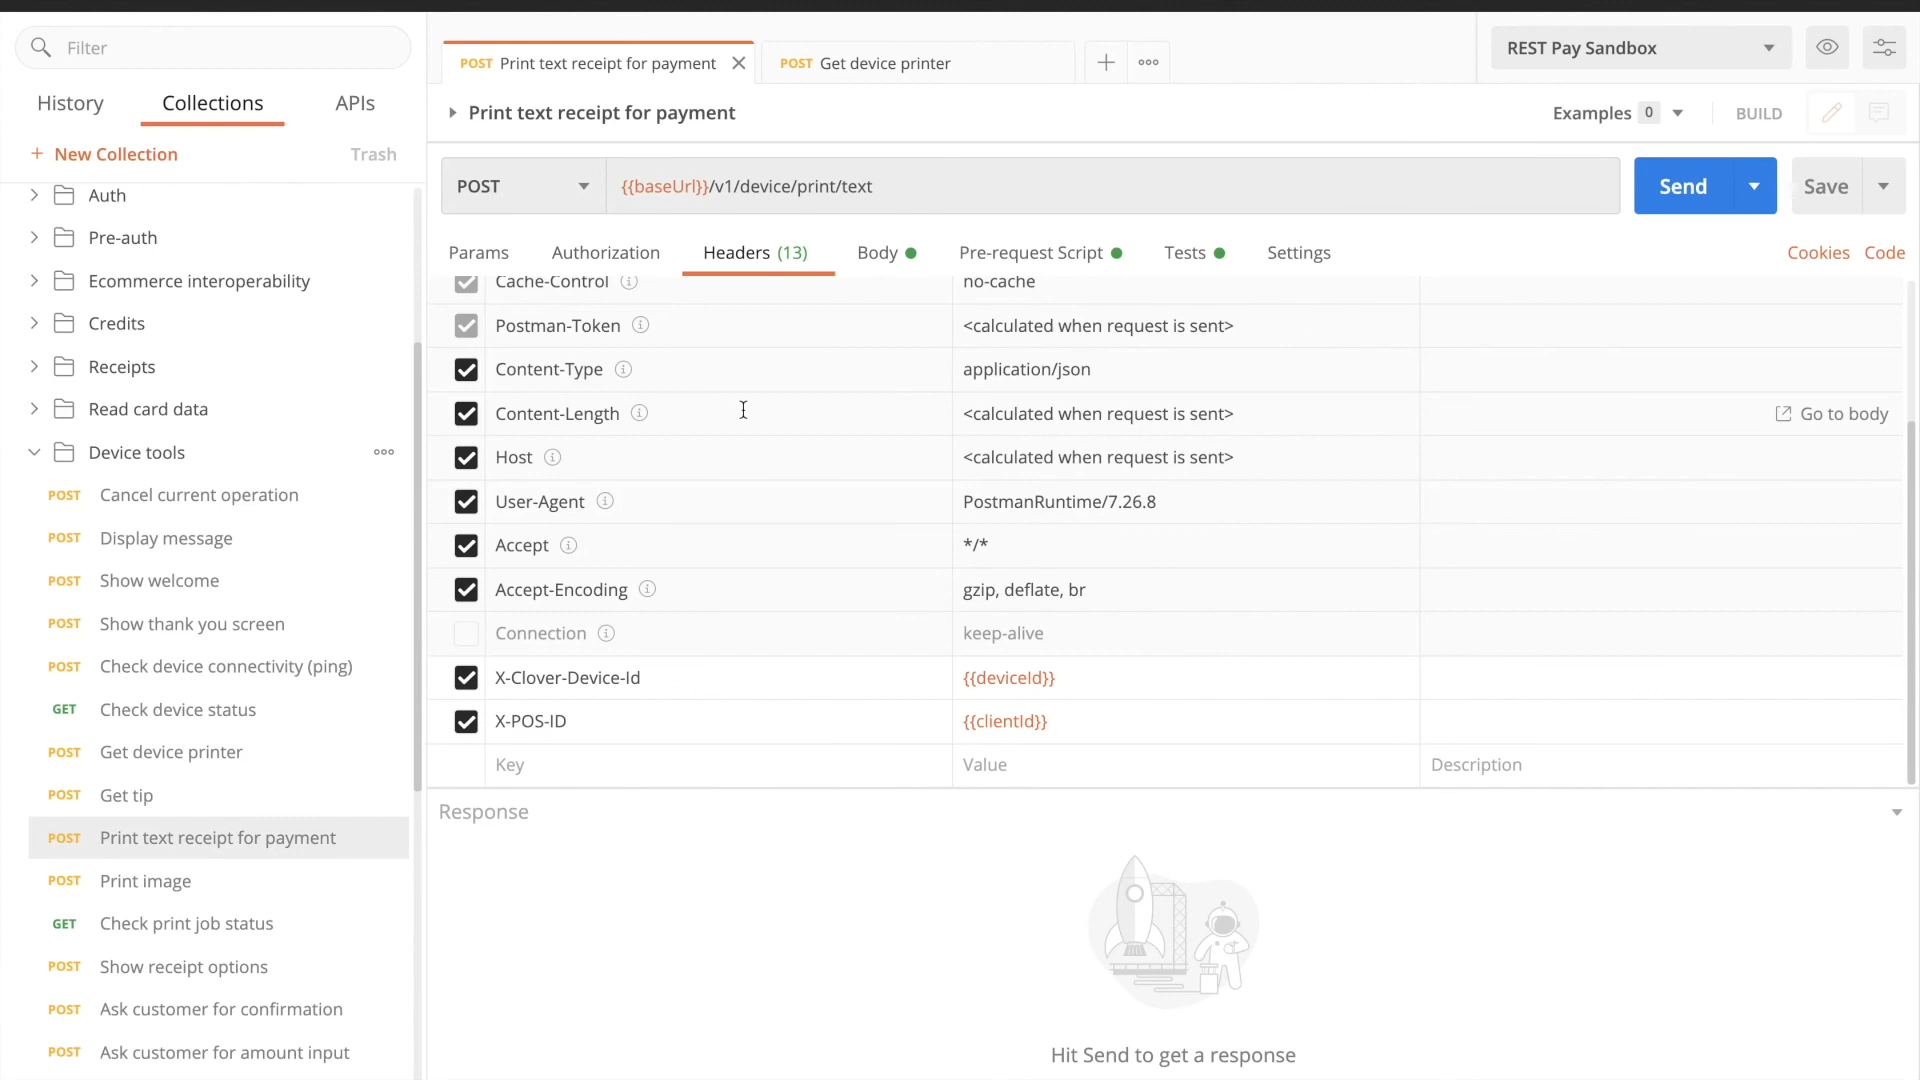 Filter
History
Collections
APIs
+ New Collection
Trash
Auth
Pre-auth
Ecommerce interoperability
Credits
Receipts
Read card data
Device tools
POST Cancel current operation
POST Display message
POST Show welcome
POST Show thank you screen
POST Check device connectivity (ping)
GET Check device status
POST Get device printer
POST Get tip
POST Print text receipt for payment
POST Print image
GET Check print job status
POST Show receipt options
POST Ask customer for confirmation
POST Ask customer for amount input
POST Print text receipt for payment
POST Get device printer
REST Pay Sandbox
Print text receipt for payment
Examples 0
BUILD
POST
{{baseUrl}}/v1/device/print/text
Send
Save
Params
Authorization
Headers (13)
Body
Pre-request Script
Tests
Settings
Cookies
Code
Cache-Control no-cache
Postman-Token <calculated when request is sent>
Content-Type application/json
Content-Length <calculated when request is sent> Go to body
Host <calculated when request is sent>
User-Agent PostmanRuntime/7.26.8
Accept */*
Accept-Encoding gzip, deflate, br
Connection keep-alive
X-Clover-Device-Id {{deviceId}}
X-POS-ID {{clientId}}
Key Value Description
Response
Hit Send to get a response